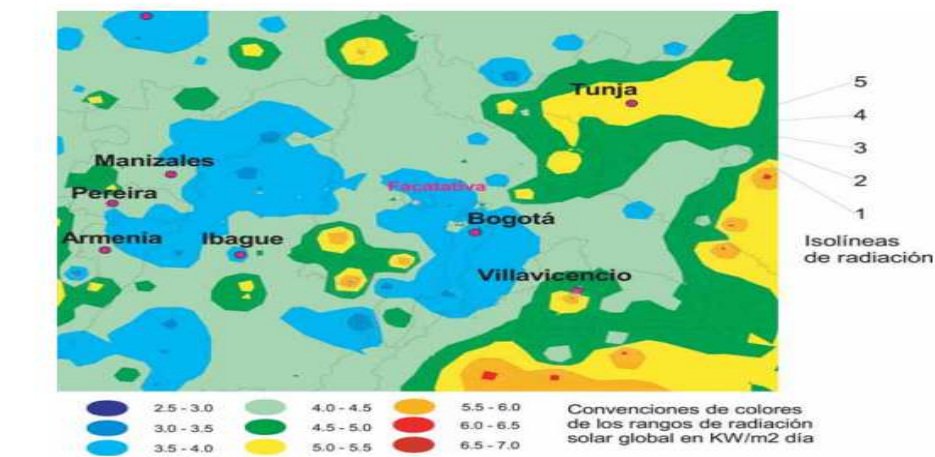 Tunja
Manizales
Pereira
Facatativa
Bogotá
Armenia
Ibague
Villavicencio
5
4
3
2
1
Isolíneas
de radiación
2.5 - 3.0
3.0 - 3.5
3.5 - 4.0
4.0 - 4.5
4.5 - 5.0
5.0 - 5.5
5.5 - 6.0
6.0 - 6.5
6.5 - 7.0
Convenciones de colores
de los rangos de radiación
solar global en KW/m2 día